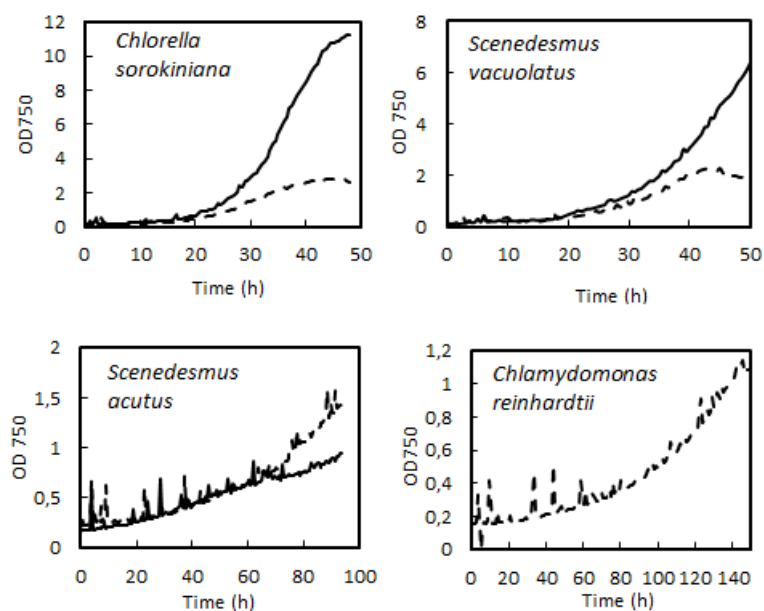 Chlorella
sorokiniana
OD750
12
10
8
6
4
2
0
0 10 20 30 40 50
Time (h)
Scenedesmus
vacuolatus
OD 750
8
6
4
2
0
0 10 20 30 40 50
Time (h)
Scenedesmus
acutus
OD 750
2
1,5
1
0,5
0
0 20 40 60 80 100
Time (h)
Chlamydomonas
reinhardtii
OD750
1,2
1
0,8
0,6
0,4
0,2
0
0 20 40 60 80 100 120 140
Time (h)